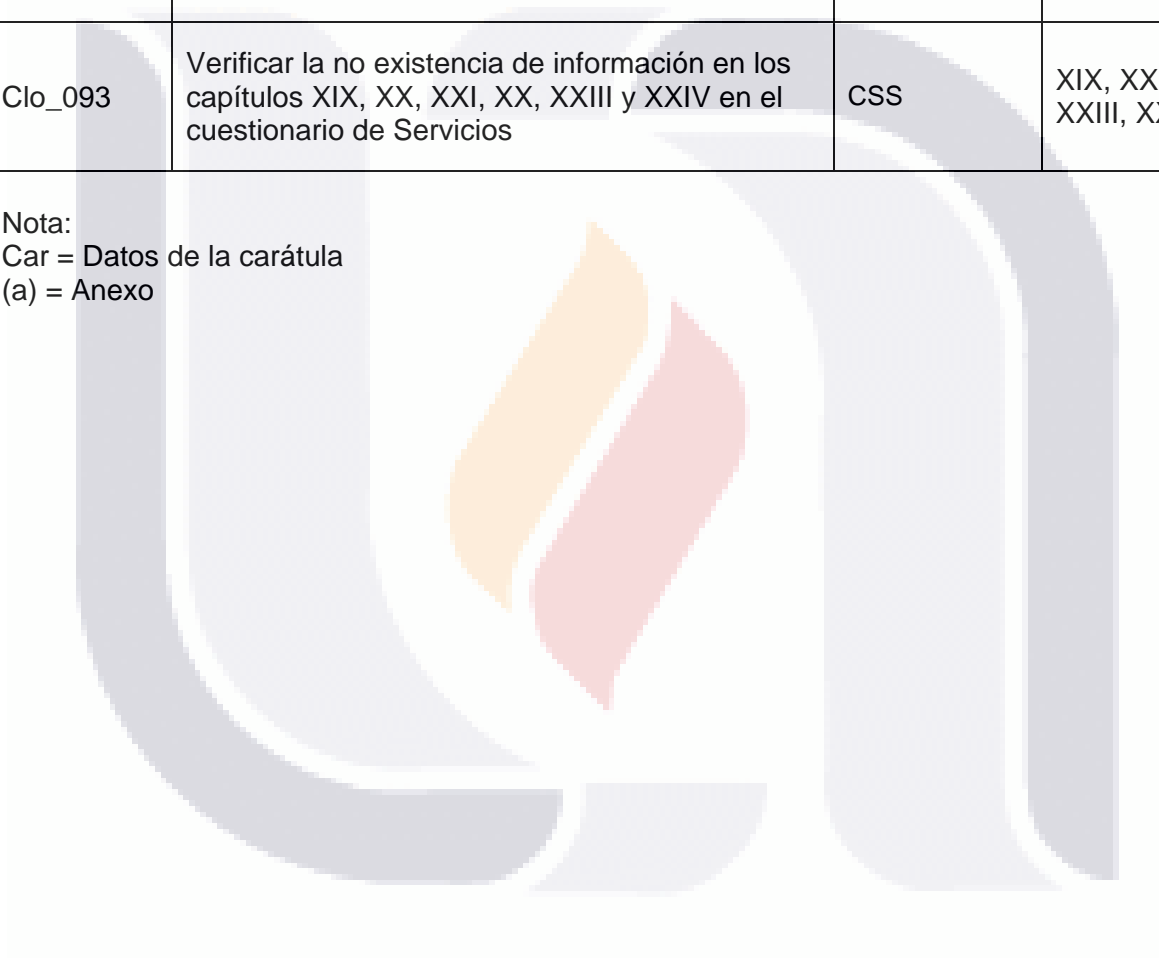 Clo_093
Verificar la no existencia de información en los
capítulos XIX, XX, XXI, XX, XXIII y XXIV en el
cuestionario de Servicios
CSS
XIX, XX
XXIII,
Nota:
Car = Datos de la carátula
(a) = Anexo